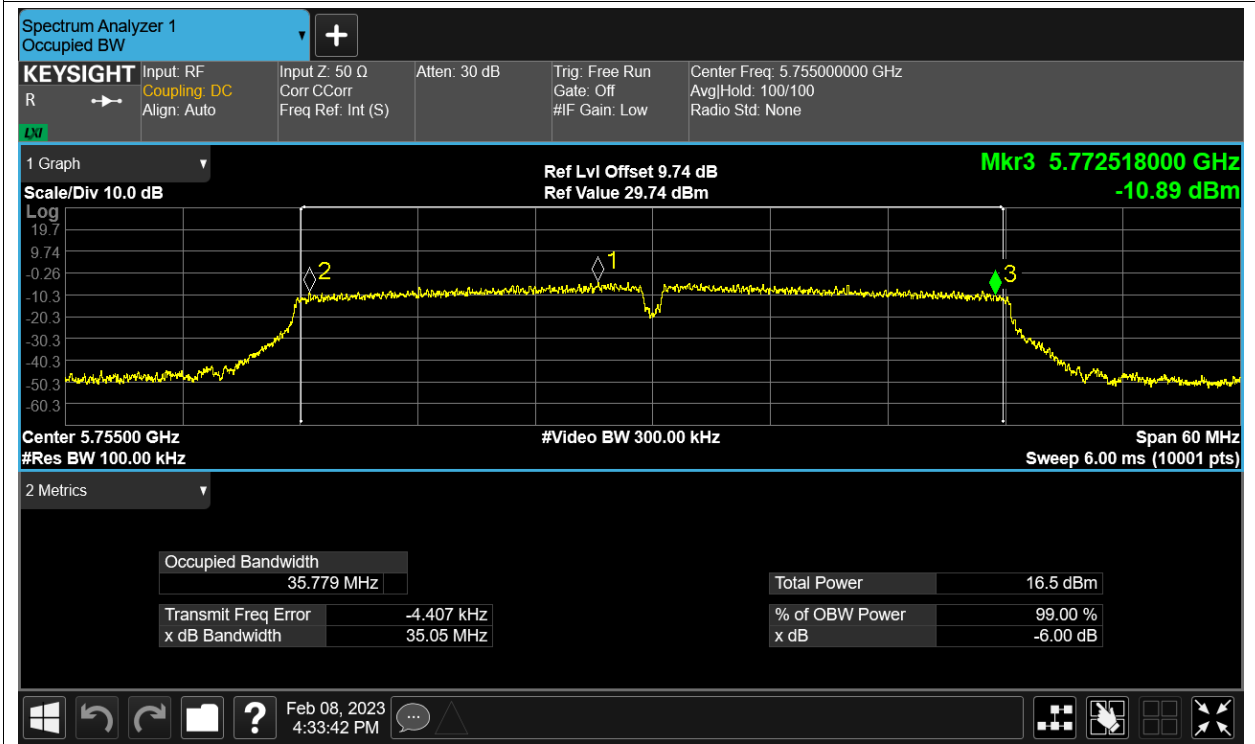 Spectrum Analyzer 1
Occupied BW
KEYSIGHT
R
LXI
Input: RF
Coupling: DC
Align: Auto
Input Z: 50 Ω
Corr CCorr
Freq Ref: Int (S)
Atten: 30 dB
Trig: Free Run
Gate: Off
#IF Gain: Low
Center Freq: 5.755000000 GHz
Avg|Hold: 100/100
Radio Std: None
1 Graph
Scale/Div 10.0 dB
Ref Lvl Offset 9.74 dB
Ref Value 29.74 dBm
Mkr3 5.772518000 GHz
-10.89 dBm
Log
19.7
9.74
-0.26
-10.3
-20.3
-30.3
-40.3
-50.3
-60.3
2
1
3
Center 5.75500 GHz
#Res BW 100.00 kHz
#Video BW 300.00 kHz
Span 60 MHz
Sweep 6.00 ms (10001 pts)
2 Metrics
Occupied Bandwidth
35.779 MHz
Transmit Freq Error -4.407 kHz
x dB Bandwidth 35.05 MHz
Total Power 16.5 dBm
% of OBW Power 99.00 %
x dB -6.00 dB
?
Feb 08, 2023
4:33:42 PM